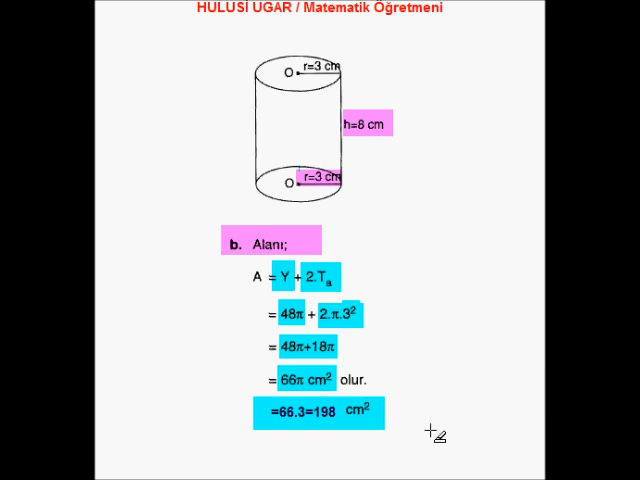 HULUSİ UGAR / Matematik Öğretmeni
O r=3 cm
h=8 cm
O r=3 cm
b. Alanı;
A = Y + 2.Tₐ
= 48π + 2.π.3²
= 48π+18π
= 66π cm² olur.
=66.3=198 cm²